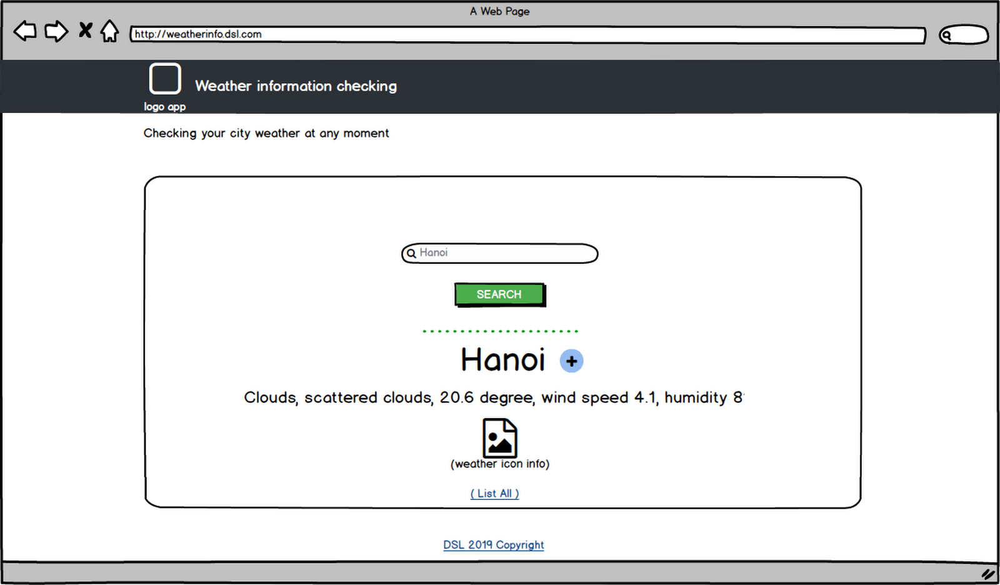 A Web Page
http://weatherinfo.dsl.com
Weather information checking
logo app
Checking your city weather at any moment
Hanoi
SEARCH
Hanoi +
Clouds, scattered clouds, 20.6 degree, wind speed 4.1, humidity
(weather icon info)
( List All )
DSL 2019 Copyright